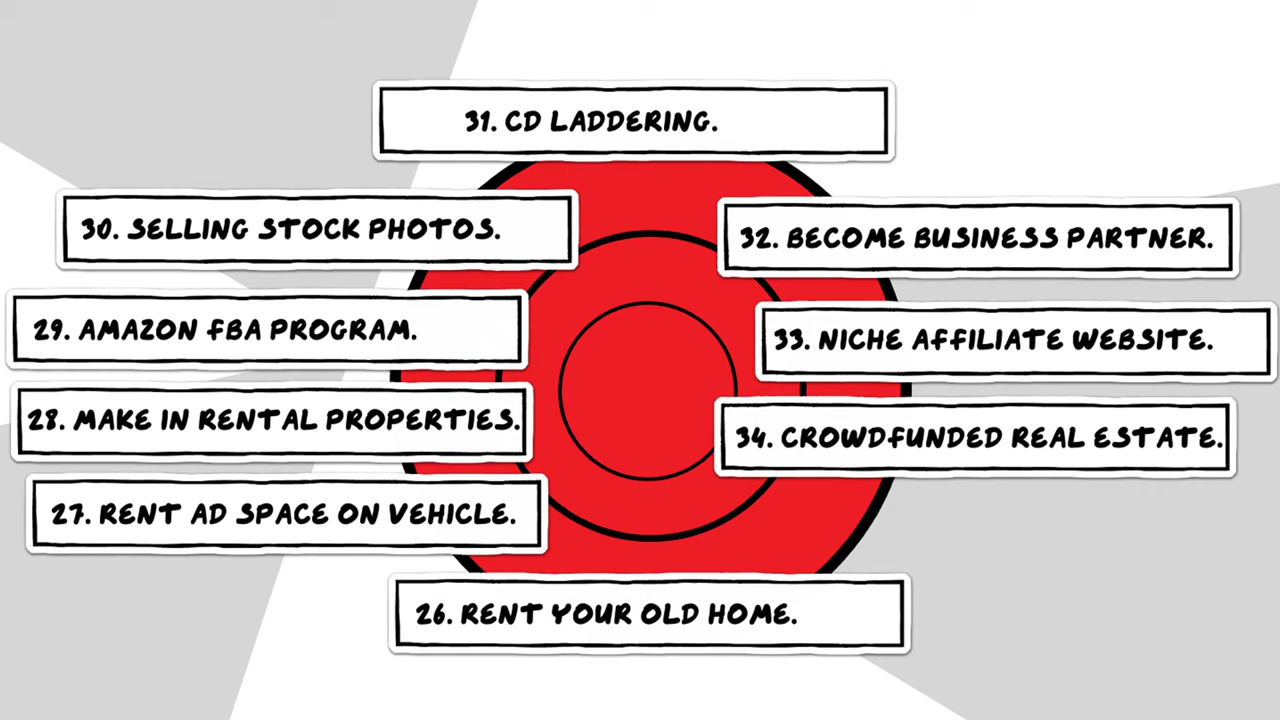 31. CD LADDERING.
30. SELLING STOCK PHOTOS.
32. BECOME BUSINESS PARTNER.
29. AMAZON FBA PROGRAM.
33. NICHE AFFILIATE WEBSITE.
28. MAKE IN RENTAL PROPERTIES.
34. CROWDFUNDED REAL ESTATE.
27. RENT AD SPACE ON VEHICLE.
26. RENT YOUR OLD HOME.